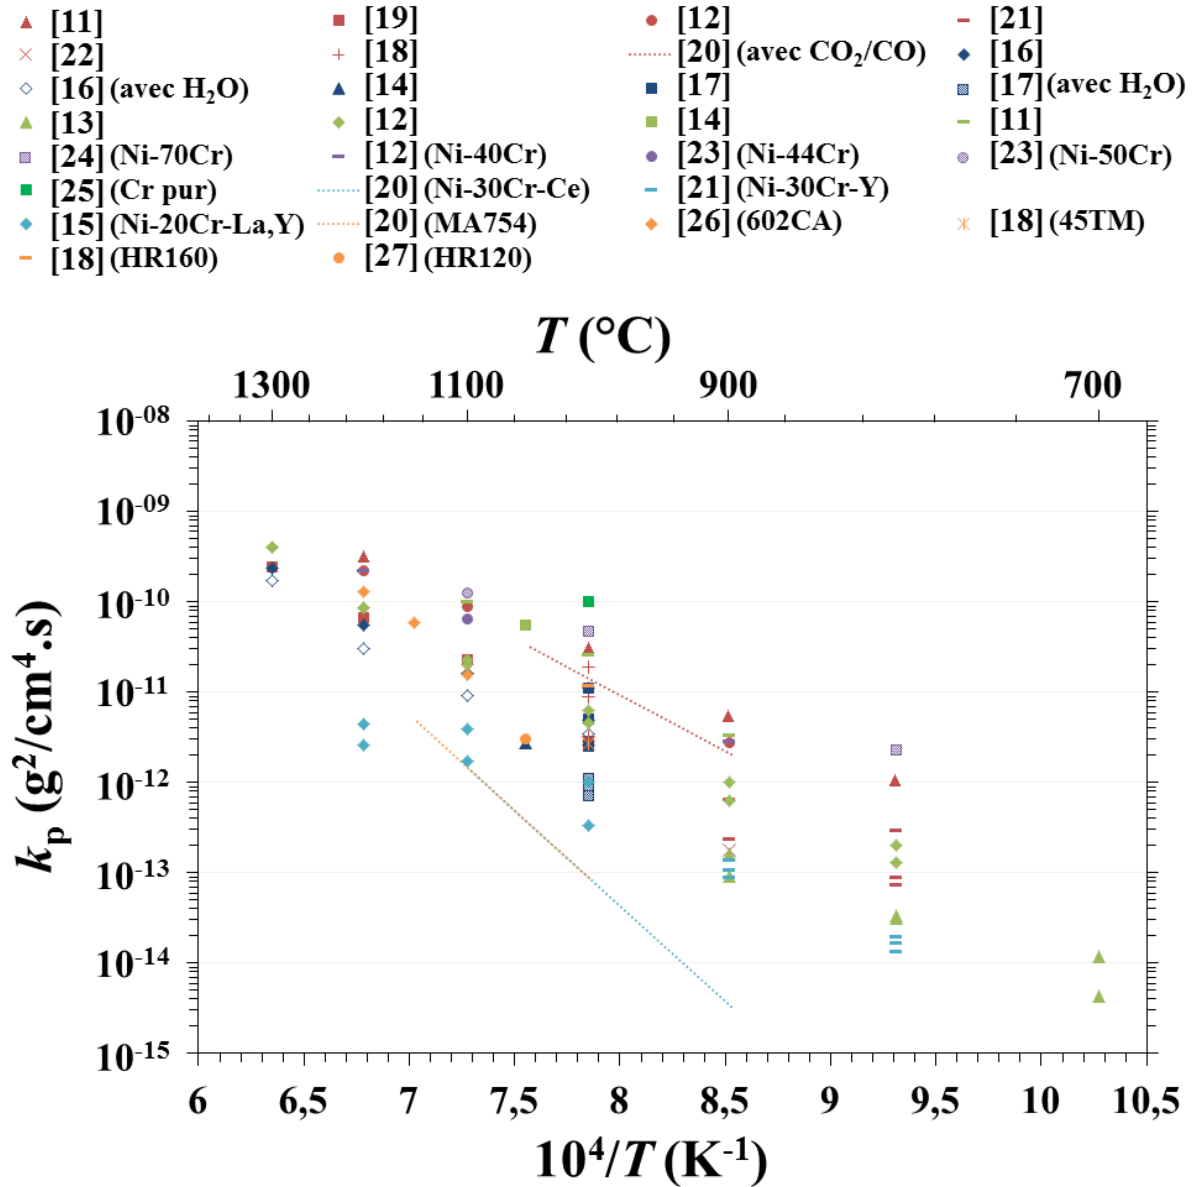 [11] [19] [12] [21]
[22] [18] [20] (avec CO₂/CO) [16]
[16] (avec H₂O) [14] [17] [17] (avec H₂O)
[13] [12] [14] [11]
[24] (Ni-70Cr) [12] (Ni-40Cr) [23] (Ni-44Cr) [23] (Ni-50Cr)
[25] (Cr pur) [20] (Ni-30Cr-Ce) [21] (Ni-30Cr-Y)
[15] (Ni-20Cr-La,Y) [20] (MA754) [26] (602CA) [18] (45TM)
[18] (HR160) [27] (HR120)
T (°C)
1300 1100 900 700
10⁻⁰⁸
10⁻⁰⁹
10⁻¹⁰
10⁻¹¹
10⁻¹²
10⁻¹³
10⁻¹⁴
10⁻¹⁵
kₚ (g²/cm⁴.s)
6 6,5 7 7,5 8 8,5 9 9,5 10 10,5
10⁴/T (K⁻¹)